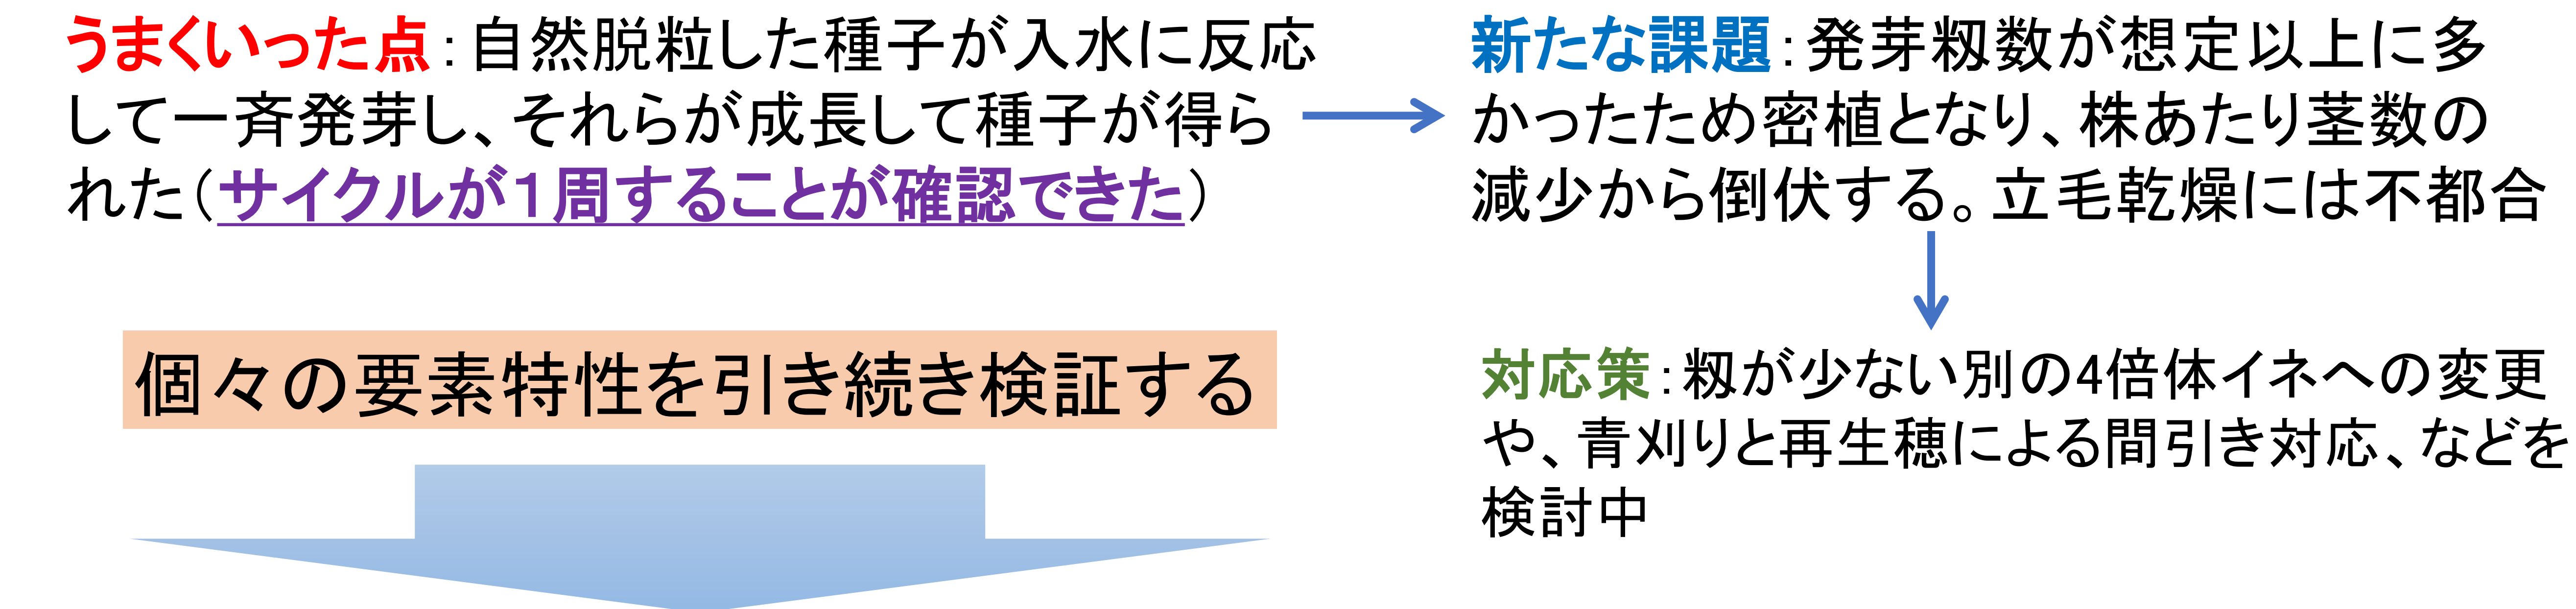 うまくいった点：自然脱粒した種子が入水に反応
して一斉発芽し、それらが成長して種子が得ら
れた（サイクルが１周することが確認できた）
新たな課題：発芽籾数が想定以上に多
かったため密植となり、株あたり茎数の
減少から倒伏する。立毛乾燥には不都合
対応策：籾が少ない別の4倍体イネへの変更
や、青刈りと再生穂による間引き対応、などを
検討中
個々の要素特性を引き続き検証する